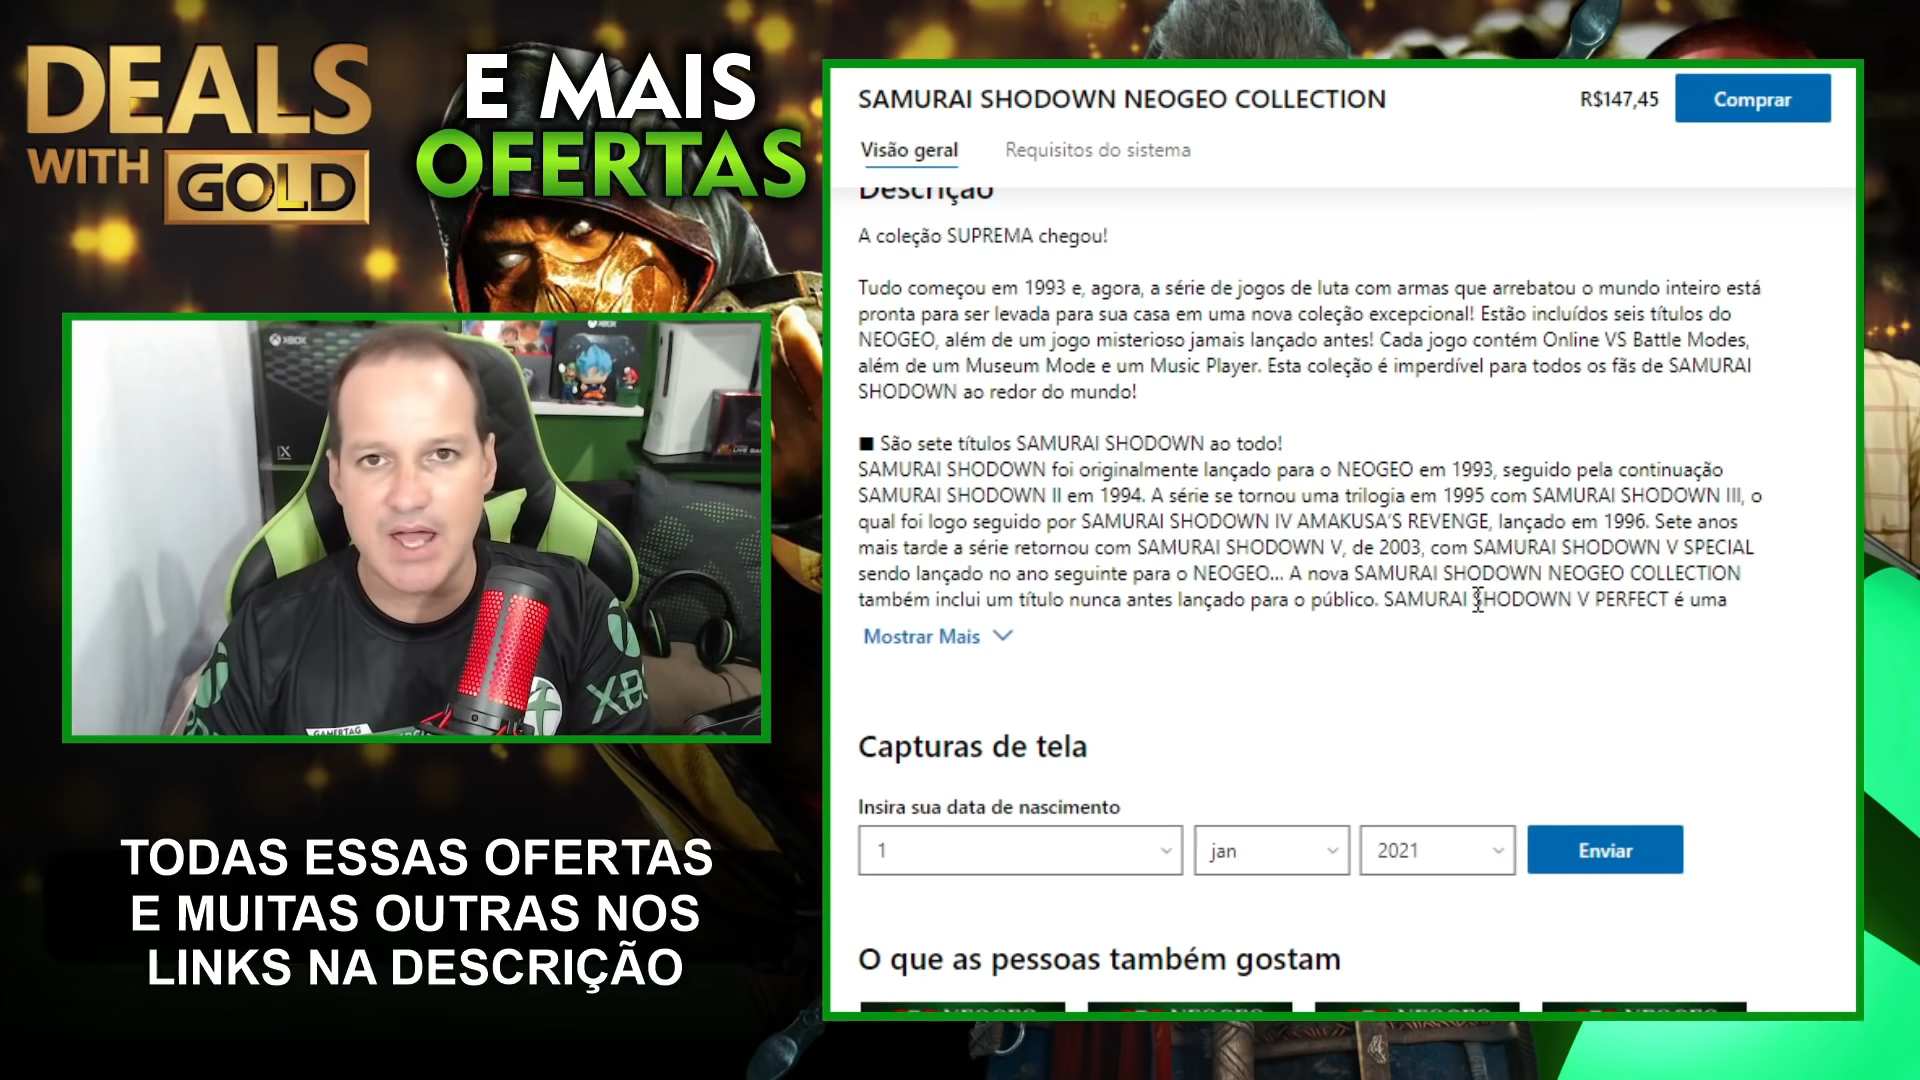 DEALS
WITH GOLD
E MAIS
OFERTAS
XBOX
X
GAMERTAG
TODAS ESSAS OFERTAS
E MUITAS OUTRAS NOS
LINKS NA DESCRIÇÃO
SAMURAI SHODOWN NEOGEO COLLECTION
R$147,45
Comprar
Visão geral
Requisitos do sistema
Descrição
A coleção SUPREMA chegou!
Tudo começou em 1993 e, agora, a série de jogos de luta com armas que arrebatou o mundo inteiro está
pronta para ser levada para sua casa em uma nova coleção excepcional! Estão incluídos seis títulos do
NEOGEO, além de um jogo misterioso jamais lançado antes! Cada jogo contém Online VS Battle Modes,
além de um Museum Mode e um Music Player. Esta coleção é imperdível para todos os fãs de SAMURAI
SHODOWN ao redor do mundo!
■ São sete títulos SAMURAI SHODOWN ao todo!
SAMURAI SHODOWN foi originalmente lançado para o NEOGEO em 1993, seguido pela continuação
SAMURAI SHODOWN II em 1994. A série se tornou uma trilogia em 1995 com SAMURAI SHODOWN III, o
qual foi logo seguido por SAMURAI SHODOWN IV AMAKUSA'S REVENGE, lançado em 1996. Sete anos
mais tarde a série retornou com SAMURAI SHODOWN V, de 2003, com SAMURAI SHODOWN V SPECIAL
sendo lançado no ano seguinte para o NEOGEO... A nova SAMURAI SHODOWN NEOGEO COLLECTION
também inclui um título nunca antes lançado para o público. SAMURAI SHODOWN V PERFECT é uma
Mostrar Mais
Capturas de tela
Insira sua data de nascimento
1
jan
2021
Enviar
O que as pessoas também gostam
NEOGEO
NEOGEO
NEOGEO
NEOGEO